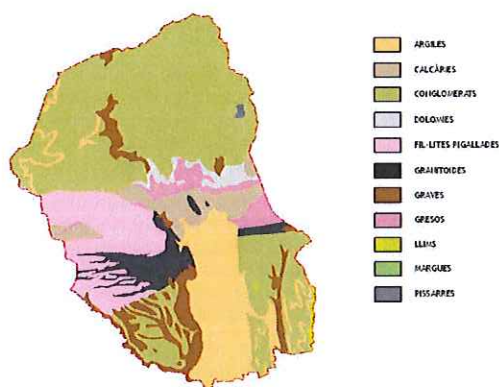 ARGILES
CALCÀRIES
CONGLOMERATS
DOLOMIES
FIL·LITES PIGALLADES
GRANITOIDES
GRAVES
GRESOS
LLIMS
MARGUES
PISSARRES